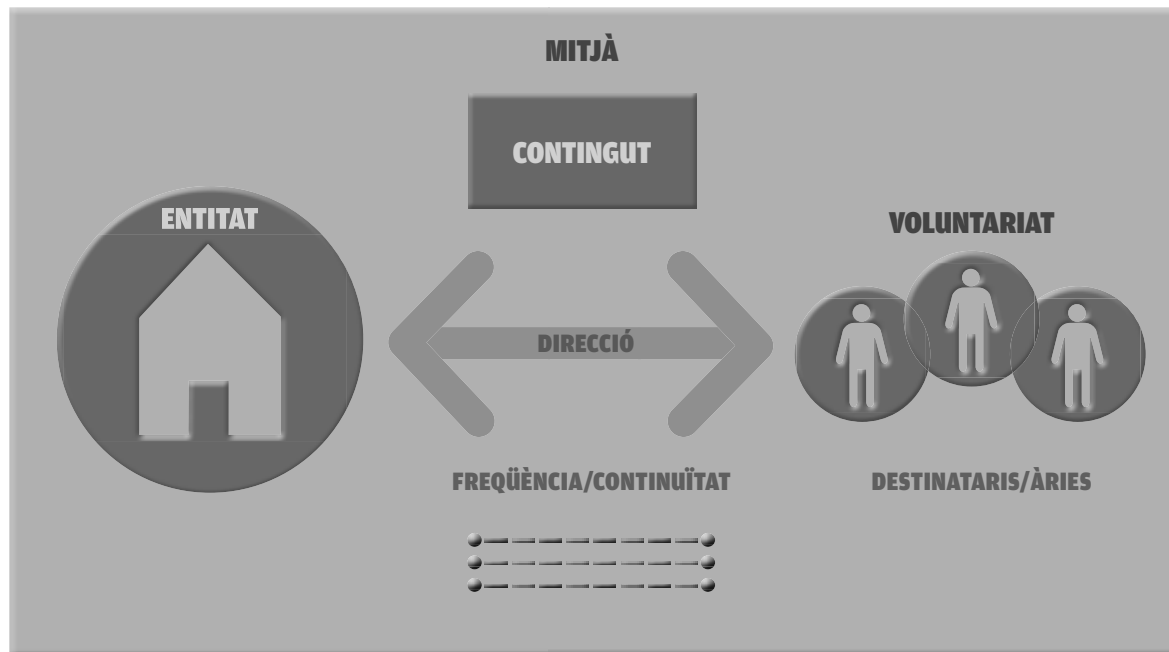 MITJÀ
CONTINGUT
ENTITAT
VOLUNTARIAT
DIRECCIÓ
FREQÜÈNCIA/CONTINUÏTAT
DESTINATARIS/ÀRIES